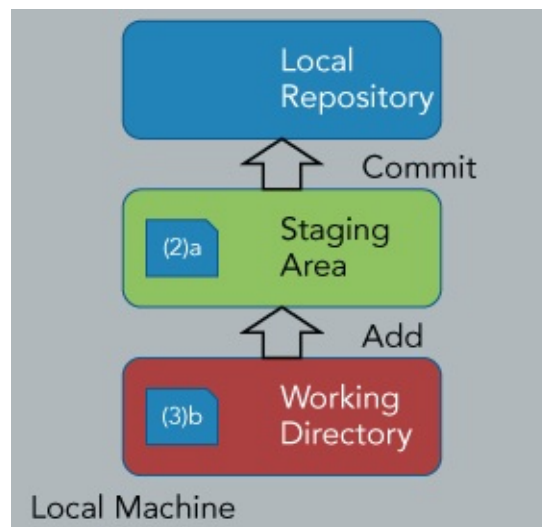 Local
Repository
Commit
(2)a
Staging
Area
Add
(3)b
Working
Directory
Local Machine